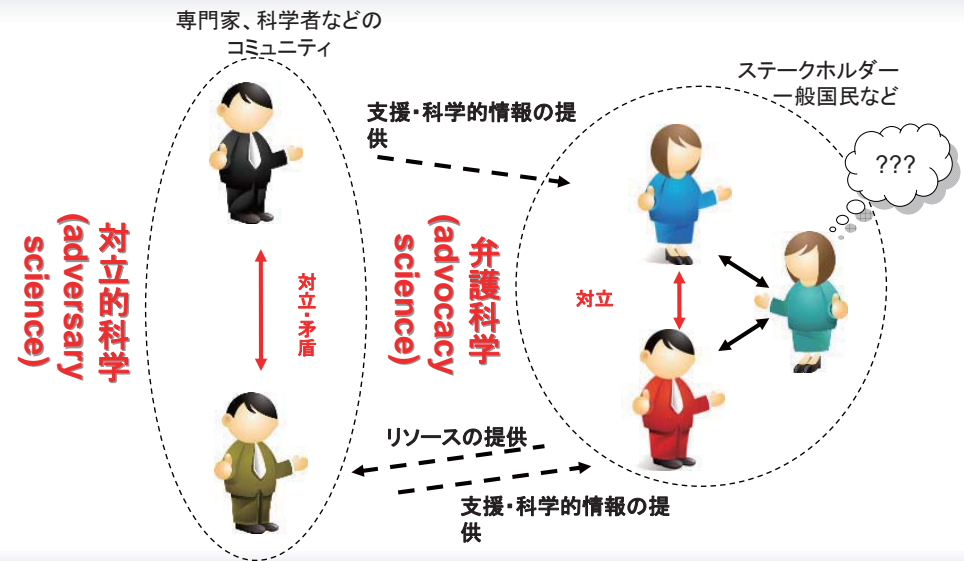 専門家、科学者などの
コミュニティ
ステークホルダー
一般国民など
支援・科学的情報の提
供
???
対立的科学
(adversary
science)
対立・矛盾
弁護科学
(advocacy
science)
対立
リソースの提供
支援・科学的情報の提
供